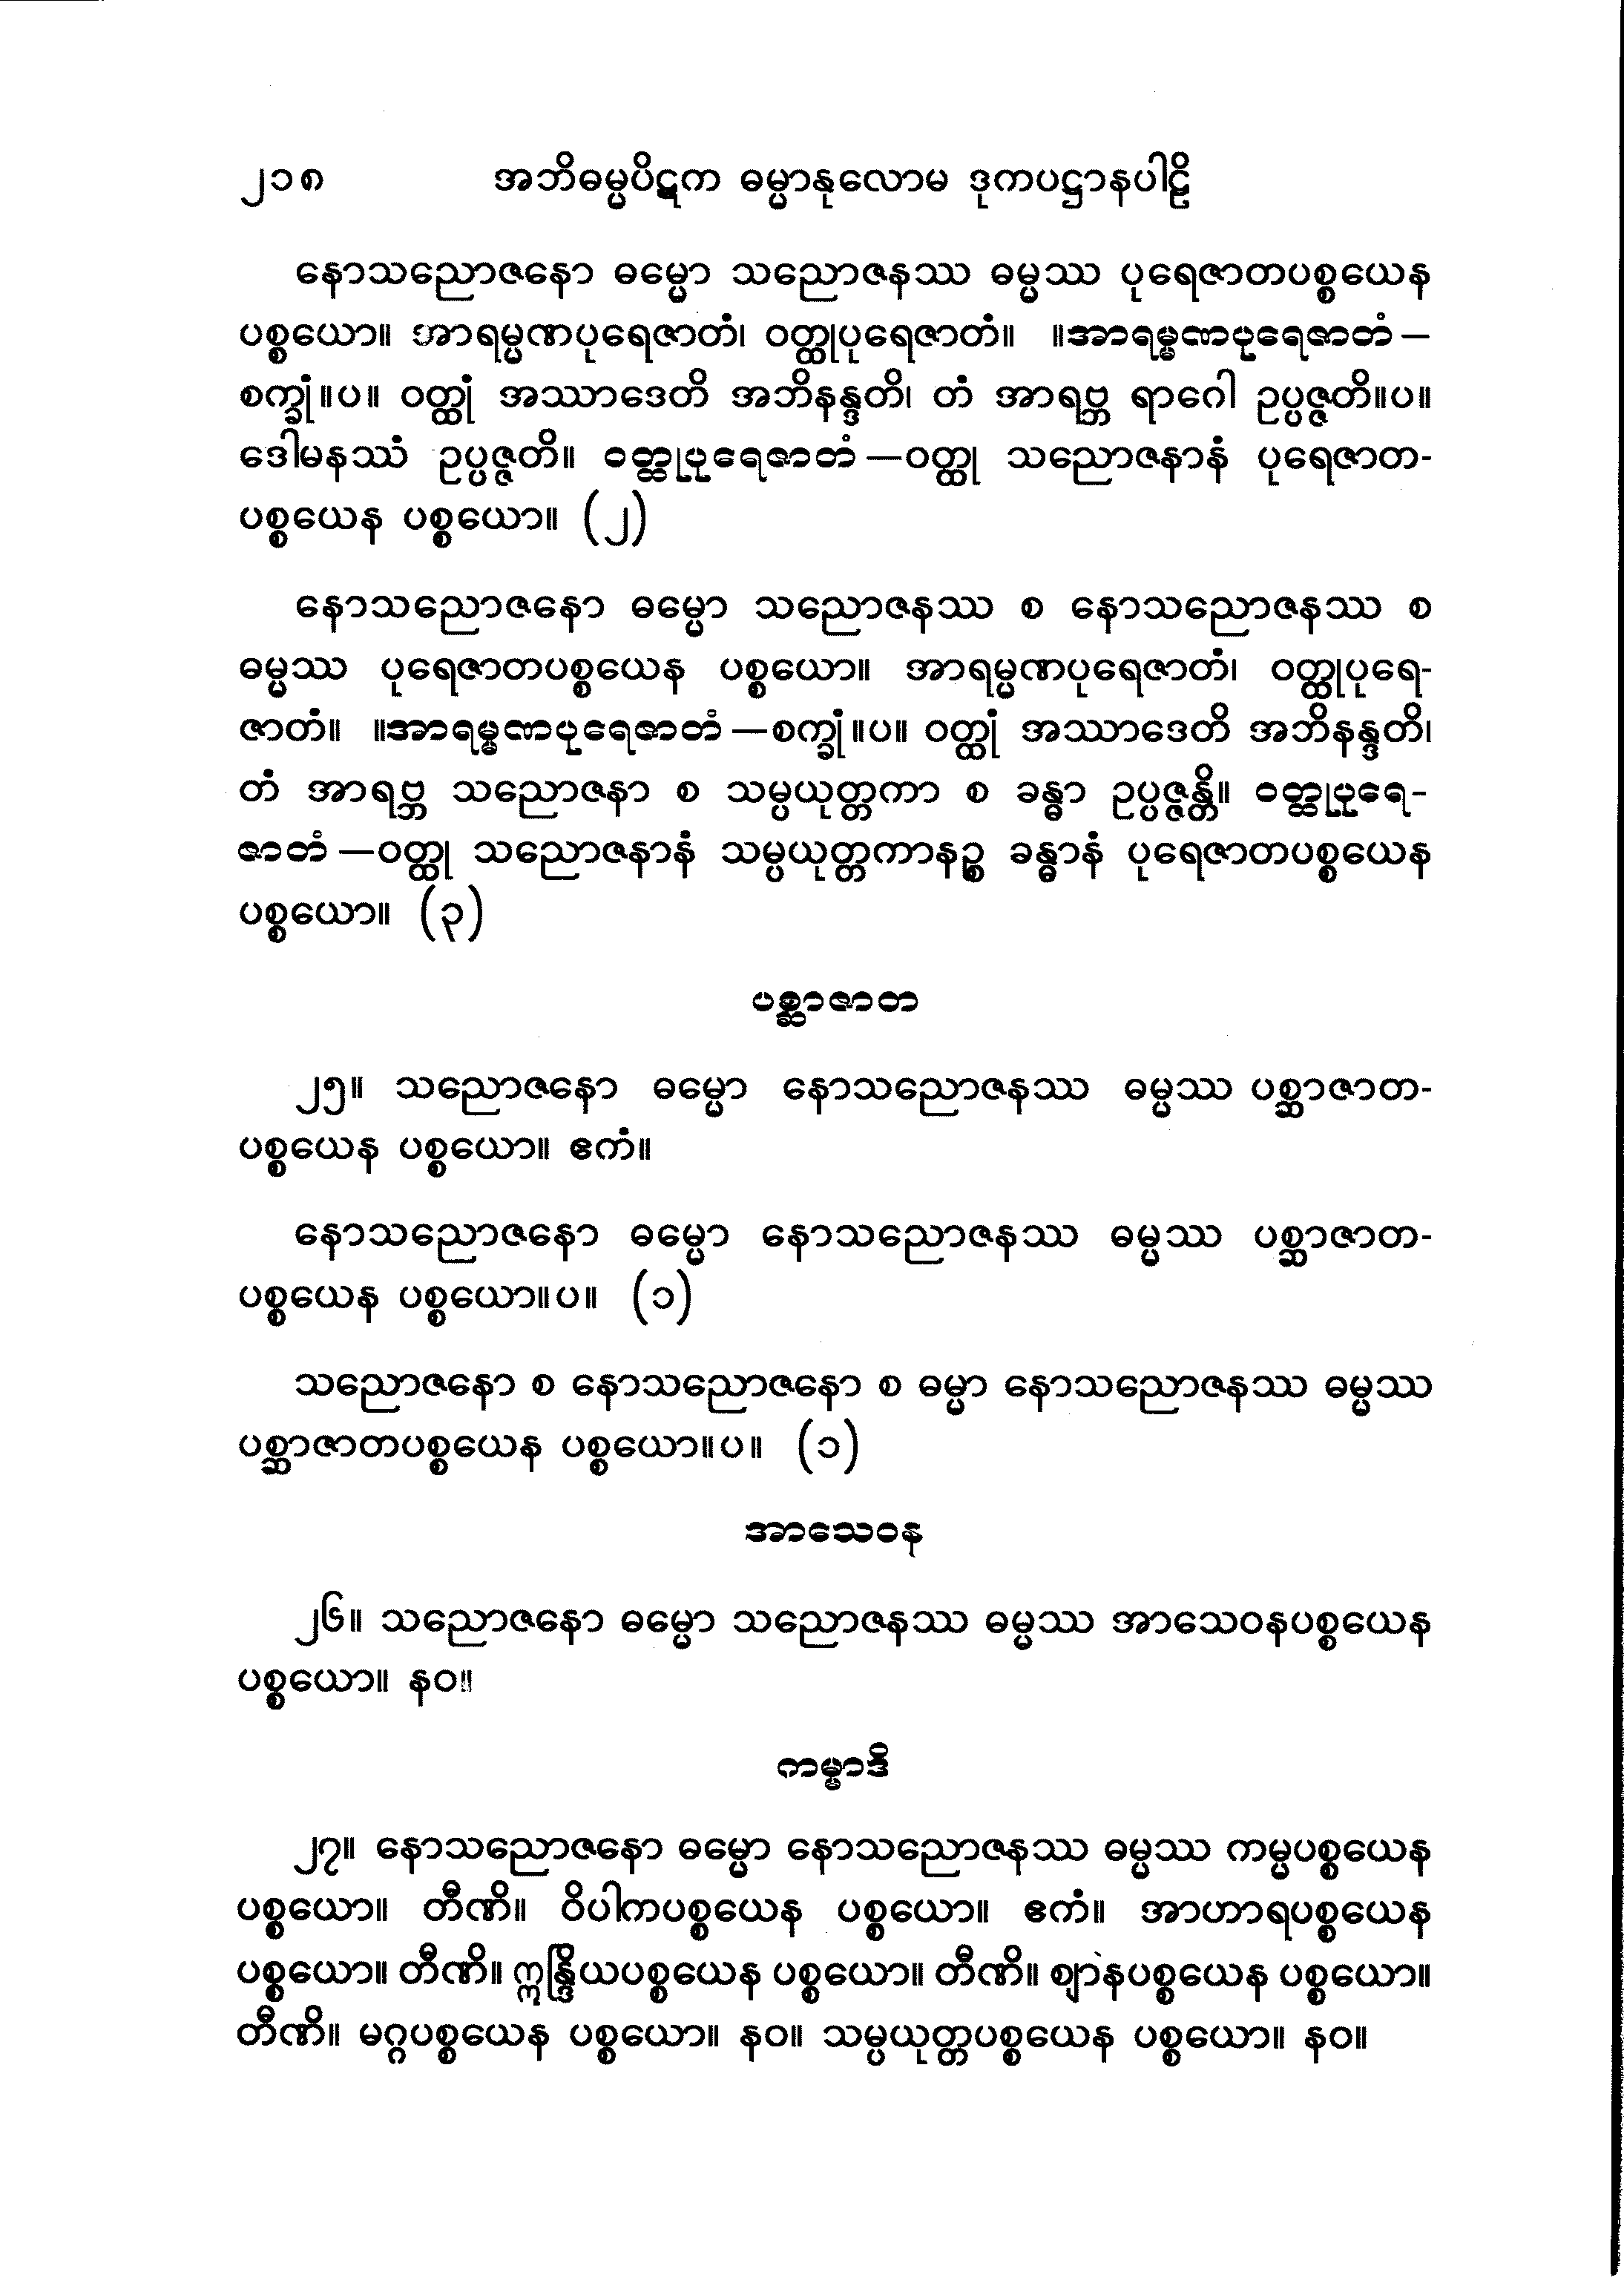 ၂၁၈ အဘိဓမ္မပိဋက ဓမ္မာနုလောမ ဒုကပဋ္ဌာနပါဠိ
နောသညောဇနော ဓမ္မော သညောဇနဿ ဓမ္မဿ ပုရေဇာတပစ္စယေန
ပစ္စယော။ အာရမ္မဏပုရေဇာတံ၊ ဝတ္ထုပုရေဇာတံ။ ။အာရမ္မဏပုရေဇာတံ—
စက္ခုံ။ပ။ ဝတ္ထုံ အဿာဒေတိ အဘိနန္ဒတိ၊ တံ အာရဗ္ဘ ရာဂေါ ဥပ္ပဇ္ဇတိ။ပ။
ဒေါမနဿံ ဥပ္ပဇ္ဇတိ။ ဝတ္ထုပုရေဇာတံ—ဝတ္ထု သညောဇနာနံ ပုရေဇာတ-
ပစ္စယေန ပစ္စယော။ (၂)
နောသညောဇနော ဓမ္မော သညောဇနဿ စ နောသညောဇနဿ စ
ဓမ္မဿ ပုရေဇာတပစ္စယေန ပစ္စယော။ အာရမ္မဏပုရေဇာတံ၊ ဝတ္ထုပုရေ-
ဇာတံ။ ။အာရမ္မဏပုရေဇာတံ—စက္ခုံ။ပ။ ဝတ္ထုံ အဿာဒေတိ အဘိနန္ဒတိ၊
တံ အာရဗ္ဘ သညောဇနာ စ သမ္ပယုတ္တကာ စ ခန္ဓာ ဥပ္ပဇ္ဇန္တိ။ ဝတ္ထုပုရေ-
ဇာတံ—ဝတ္ထု သညောဇနာနံ သမ္ပယုတ္တကာနဉ္စ ခန္ဓာနံ ပုရေဇာတပစ္စယေန
ပစ္စယော။ (၃)
ပစ္ဆာဇာတ
၂၅။ သညောဇနော ဓမ္မော နောသညောဇနဿ ဓမ္မဿ ပစ္ဆာဇာတ-
ပစ္စယေန ပစ္စယော။ ဧကံ။
နောသညောဇနော ဓမ္မော နောသညောဇနဿ ဓမ္မဿ ပစ္ဆာဇာတ-
ပစ္စယေန ပစ္စယော။ပ။ (၁)
သညောဇနော စ နောသညောဇနော စ ဓမ္မာ နောသညောဇနဿ ဓမ္မဿ
ပစ္ဆာဇာတပစ္စယေန ပစ္စယော။ပ။ (၁)
အာသေဝန
၂၆။ သညောဇနော ဓမ္မော သညောဇနဿ ဓမ္မဿ အာသေဝနပစ္စယေန
ပစ္စယော။ နဝ။
ကမ္မာဒိ
၂၇။ နောသညောဇနော ဓမ္မော နောသညောဇနဿ ဓမ္မဿ ကမ္မပစ္စယေန
ပစ္စယော။ တီဏိ။ ဝိပါကပစ္စယေန ပစ္စယော။ ဧကံ။ အာဟာရပစ္စယေန
ပစ္စယော။ တီဏိ။ ဣန္ဒြိယပစ္စယေန ပစ္စယော။ တီဏိ။ ဈာနပစ္စယေန ပစ္စယော။
တီဏိ။ မဂ္ဂပစ္စယေန ပစ္စယော။ နဝ။ သမ္ပယုတ္တပစ္စယေန ပစ္စယော။ နဝ။